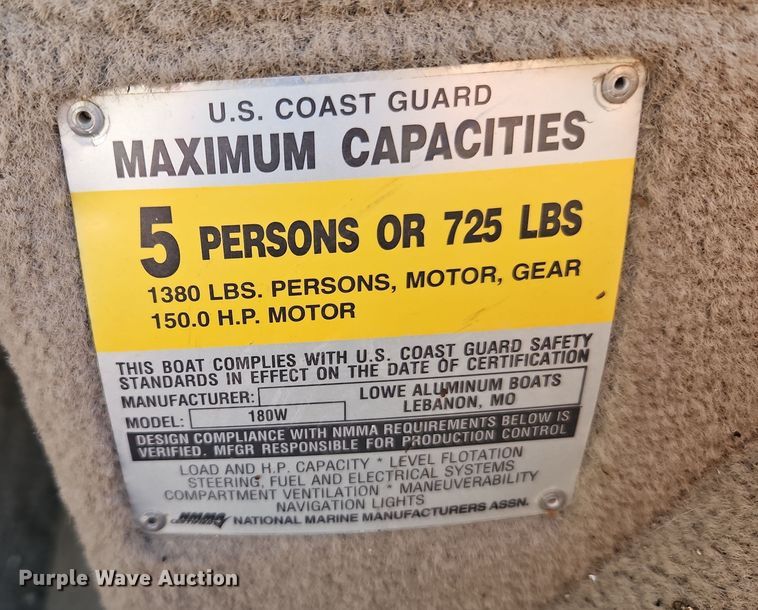 U.S. COAST GUARD
MAXIMUM CAPACITIES
5 PERSONS OR 725 LBS
1380 LBS. PERSONS, MOTOR, GEAR
150.0 H.P. MOTOR
THIS BOAT COMPLIES WITH U.S. COAST GUARD SAFETY
STANDARDS IN EFFECT ON THE DATE OF CERTIFICATION
MANUFACTURER: LOWE ALUMINUM BOATS
LEBANON, MO
MODEL: 180W
DESIGN COMPLIANCE WITH NMMA REQUIREMENTS BELOW IS
VERIFIED. MFGR RESPONSIBLE FOR PRODUCTION CONTROL
LOAD AND H.P. CAPACITY * LEVEL FLOTATION
STEERING, FUEL AND ELECTRICAL SYSTEMS
COMPARTMENT VENTILATION * MANEUVERABILITY
NAVIGATION LIGHTS
NMMA
CERTIFIED
NATIONAL MARINE MANUFACTURERS ASSN.
Purple Wave Auction